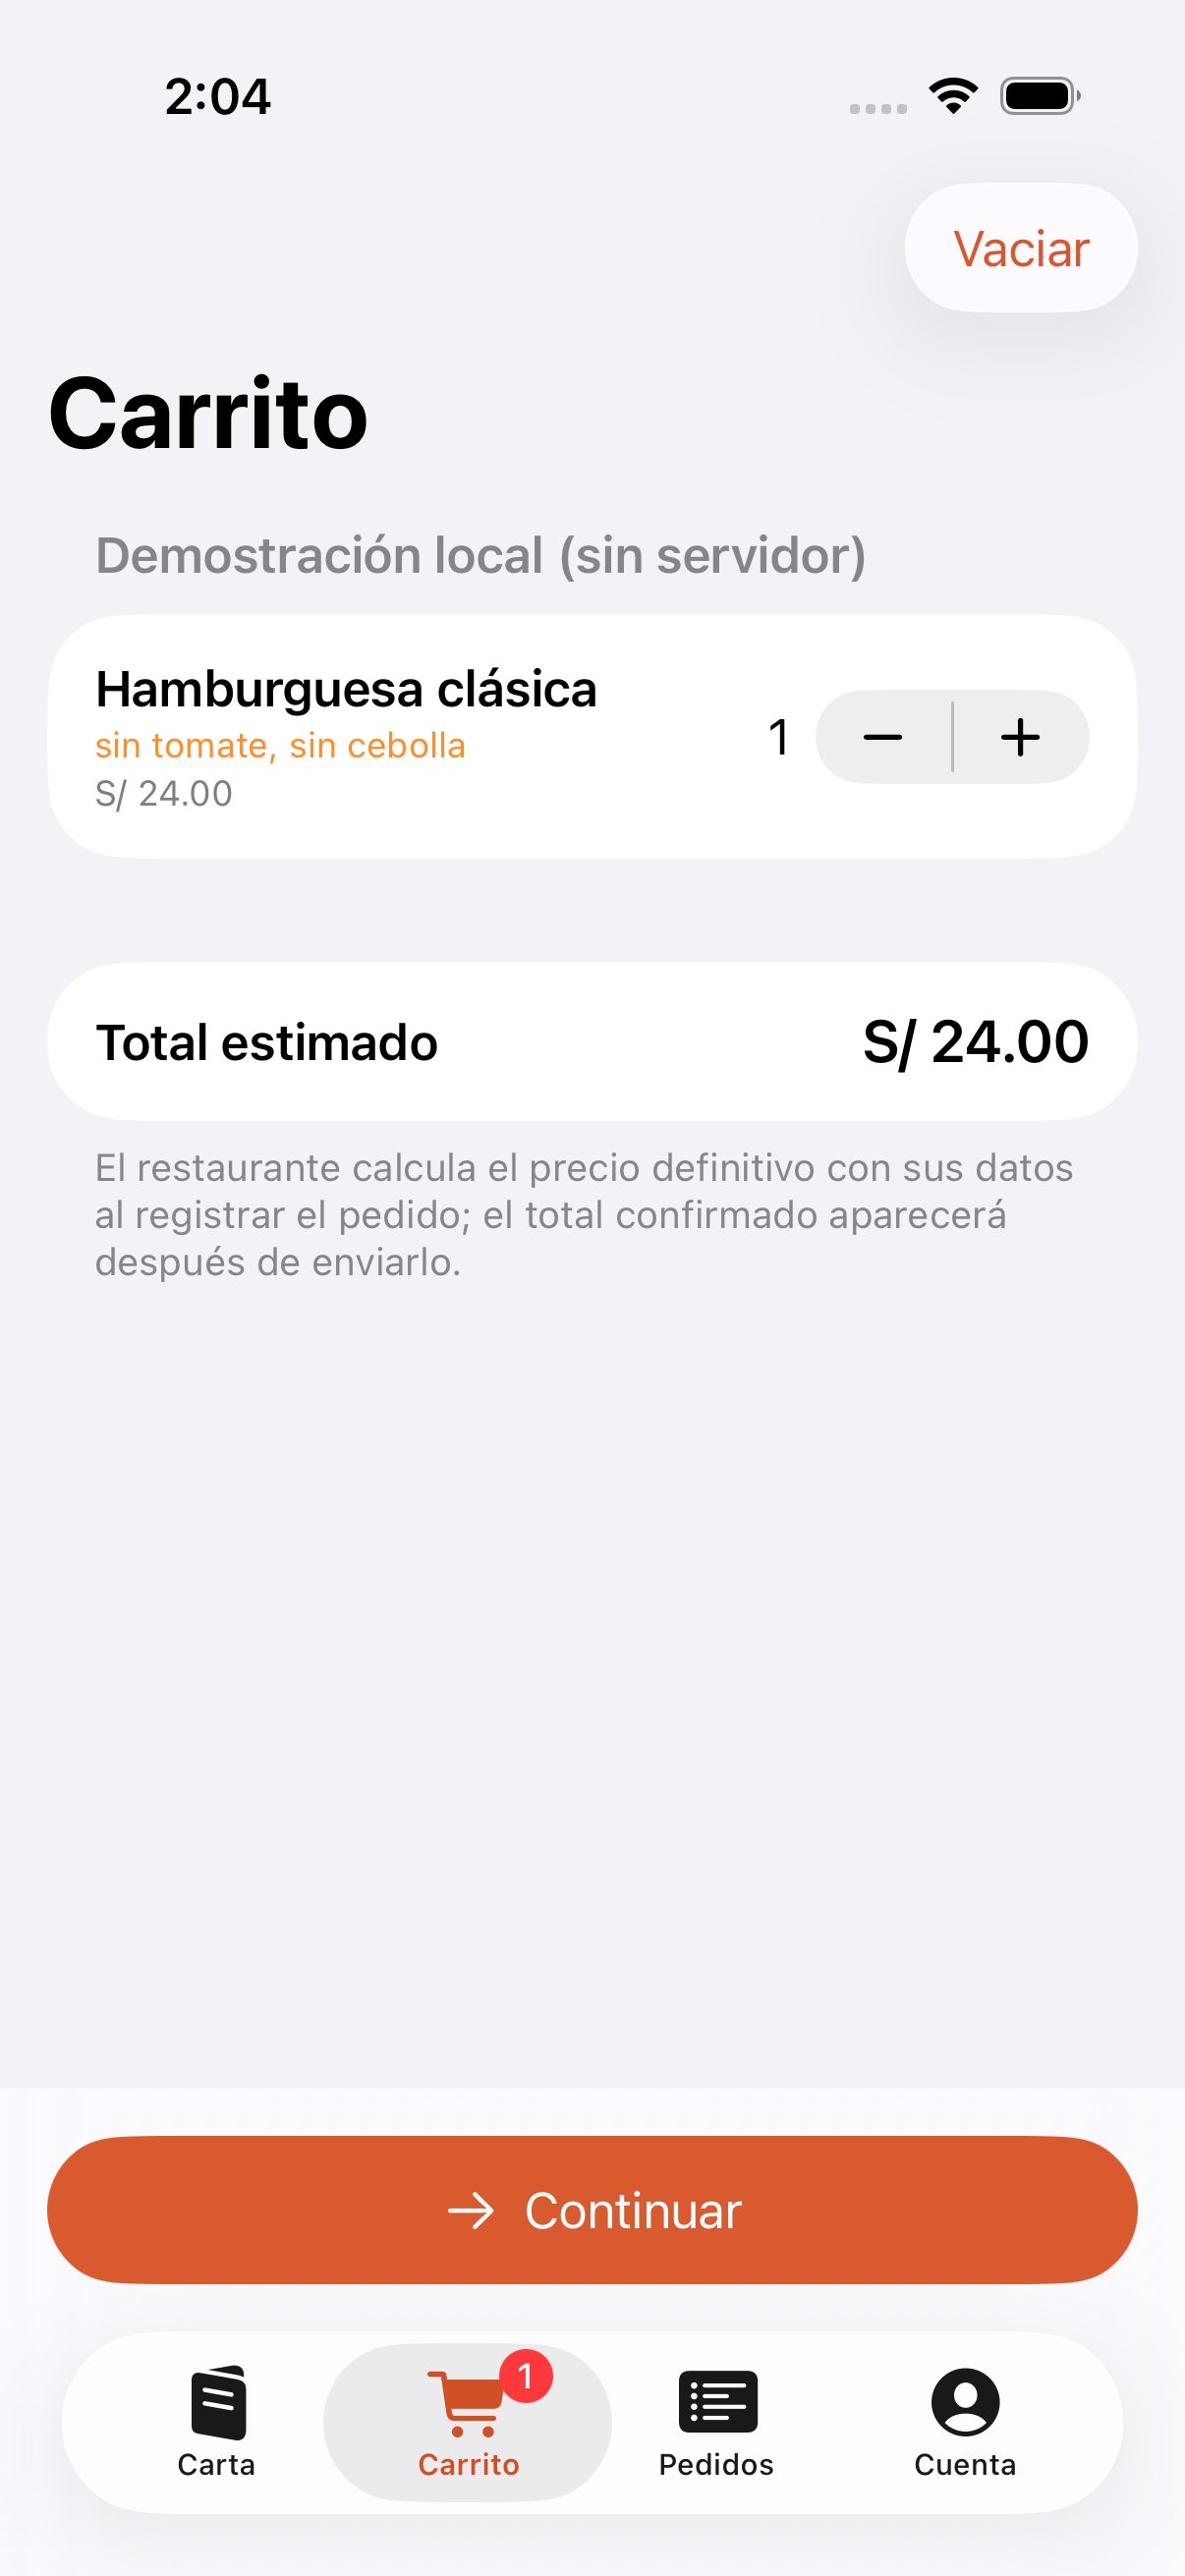 2:04
Vaciar
Carrito
Demostración local (sin servidor)
Hamburguesa clásica
sin tomate, sin cebolla
S/ 24.00
1
Total estimado
S/ 24.00
El restaurante calcula el precio definitivo con sus datos
al registrar el pedido; el total confirmado aparecerá
después de enviarlo.
Continuar
1
Carta
Carrito
Pedidos
Cuenta